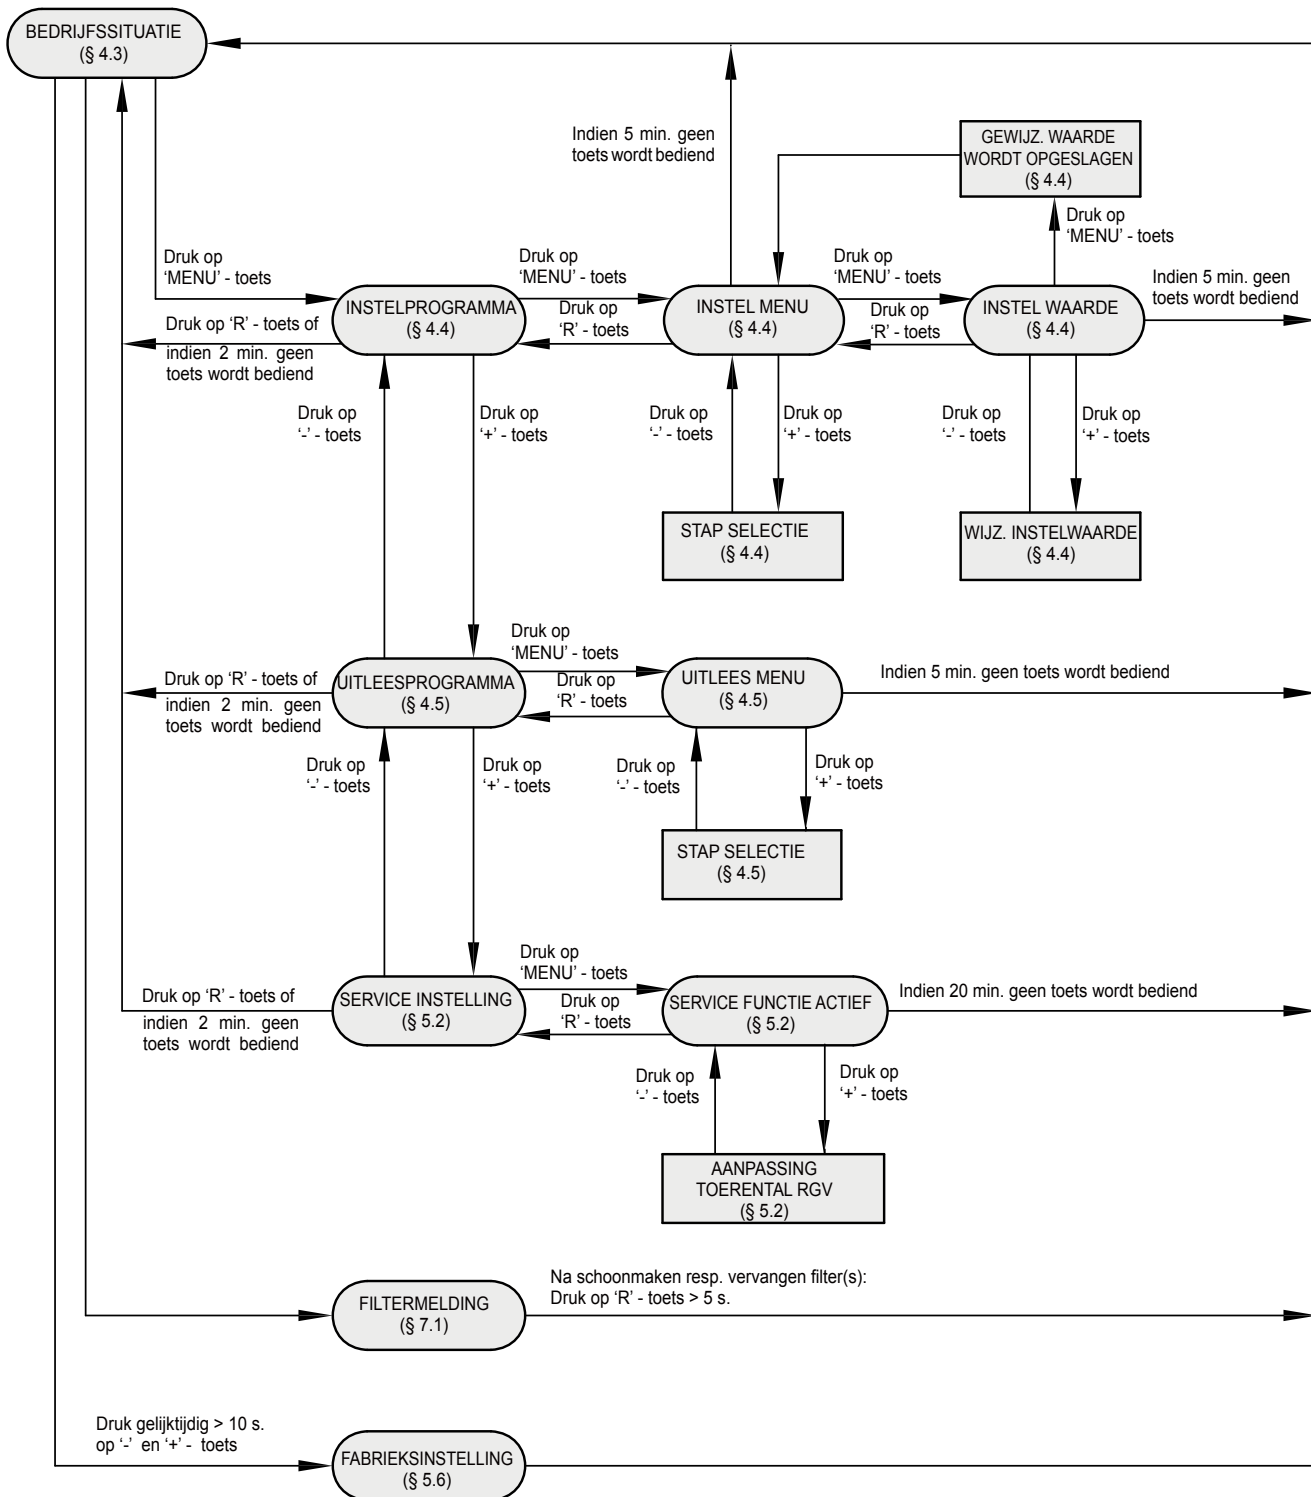 BEDRIJFSSITUATIE
(§ 4.3)
Indien 5 min. geen
toets wordt bediend
GEWIJZ. WAARDE
WORDT OPGESLAGEN
(§ 4.4)
Druk op
‘MENU’ - toets
Druk op
‘MENU’ - toets
Druk op
‘MENU’ - toets
Druk op
‘MENU’ - toets
Indien 5 min. geen
toets wordt bediend
INSTELPROGRAMMA
(§ 4.4)
Druk op
‘R’ - toets
INSTEL MENU
(§ 4.4)
Druk op
‘R’ - toets
INSTEL WAARDE
(§ 4.4)
Druk op ‘R’ - toets of
indien 2 min. geen
toets wordt bediend
Druk op
‘-’ - toets
Druk op
‘+’ - toets
Druk op
‘-’ - toets
Druk op
‘+’ - toets
Druk op
‘-’ - toets
Druk op
‘+’ - toets
STAP SELECTIE
(§ 4.4)
WIJZ. INSTELWAARDE
(§ 4.4)
Druk op
‘MENU’ - toets
Druk op ‘R’ - toets of
indien 2 min. geen
toets wordt bediend
UITLEESPROGRAMMA
(§ 4.5)
Druk op
‘R’ - toets
UITLEES MENU
(§ 4.5)
Indien 5 min. geen toets wordt bediend
Druk op
‘-’ - toets
Druk op
‘+’ - toets
Druk op
‘-’ - toets
Druk op
‘+’ - toets
STAP SELECTIE
(§ 4.5)
Druk op
‘MENU’ - toets
Druk op ‘R’ - toets of
indien 2 min. geen
toets wordt bediend
SERVICE INSTELLING
(§ 5.2)
Druk op
‘R’ - toets
SERVICE FUNCTIE ACTIEF
(§ 5.2)
Indien 20 min. geen toets wordt bediend
Druk op
‘-’ - toets
Druk op
‘+’ - toets
AANPASSING
TOERENTAL RGV
(§ 5.2)
FILTERMELDING
(§ 7.1)
Na schoonmaken resp. vervangen filter(s):
Druk op ‘R’ - toets > 5 s.
Druk gelijktijdig > 10 s.
op ‘-’ en ‘+’ - toets
FABRIEKSINSTELLING
(§ 5.6)